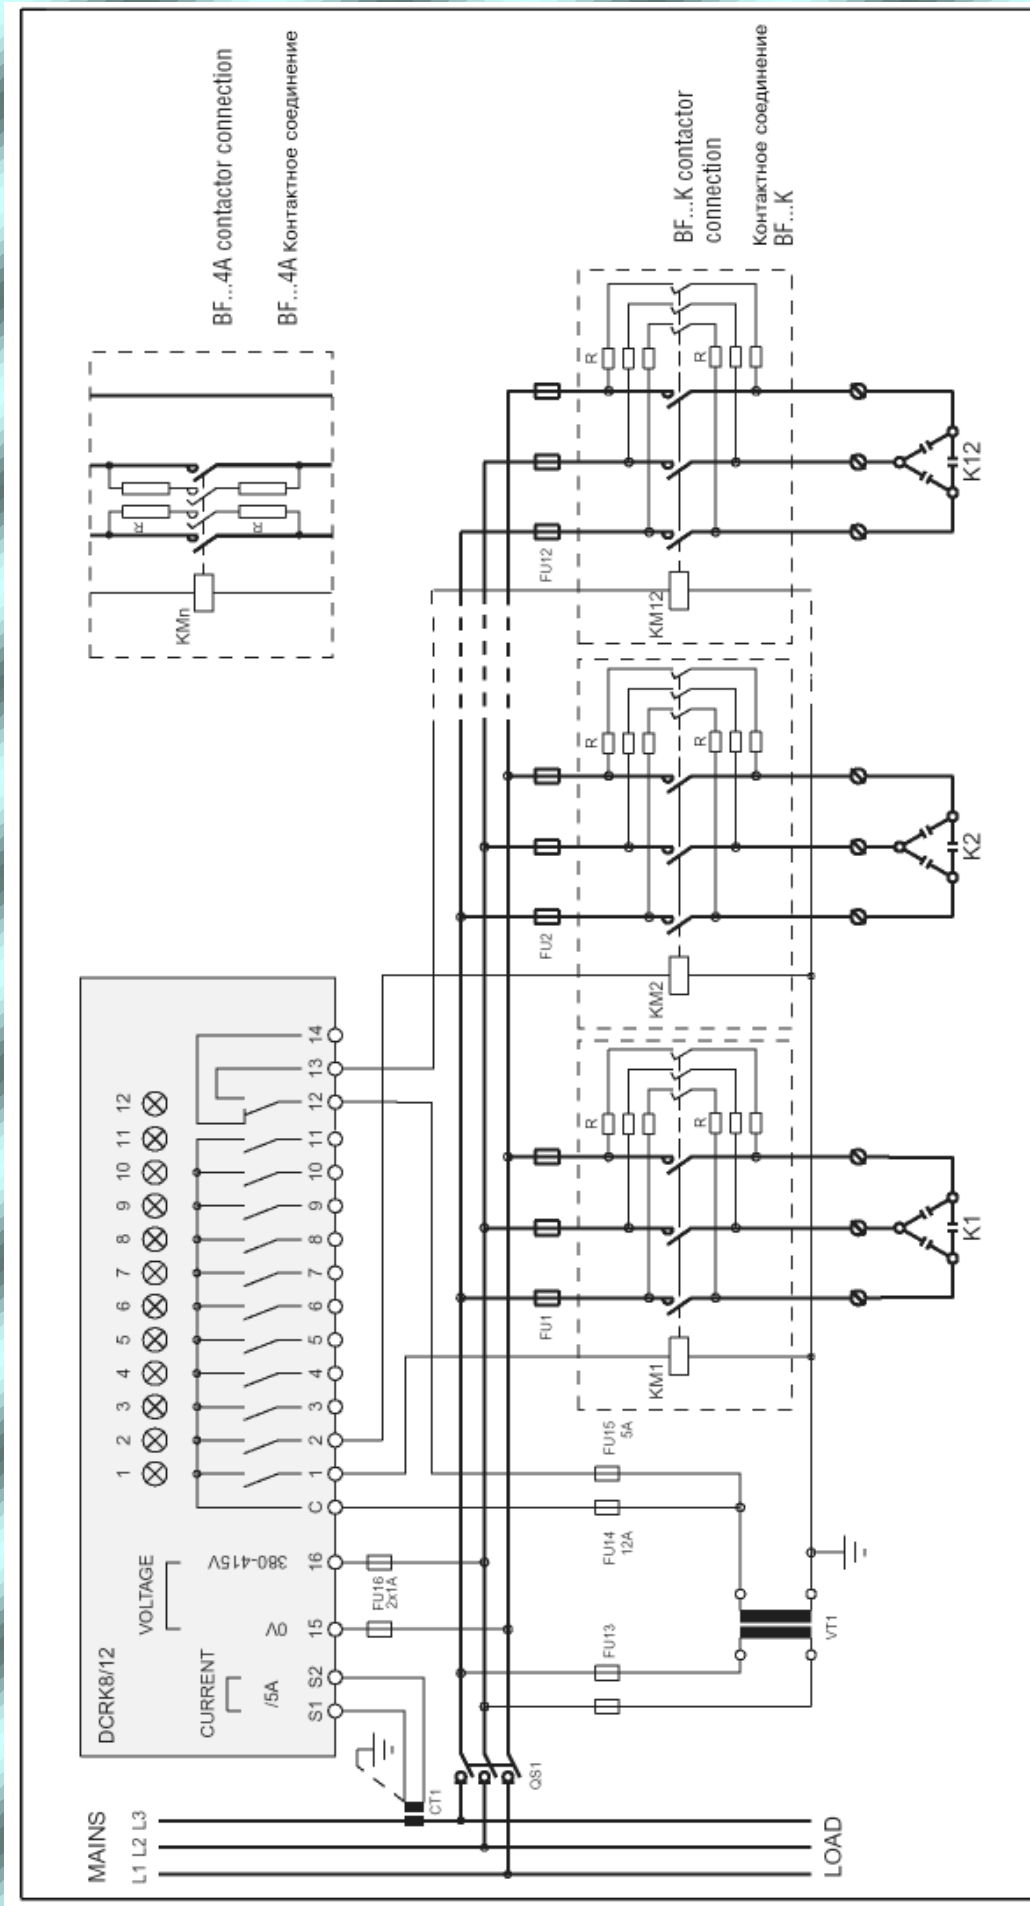 MAINS
L1 L2 L3
LOAD
DCRK8/12
CURRENT
/5A
S1 S2
VOLTAGE
0V
380-415V
15
16
C
1 2 3 4 5 6 7 8 9 10 11 12
1 2 3 4 5 6 7 8 9 10 11 12 13 14
CT1
QS1
FU16
2x1A
FU13
VT1
FU14
12A
FU15
5A
FU1
KM1
R
R
K1
FU2
KM2
R
R
K2
FU12
KM12
R
R
K12
KMn
R
R
BF...4A contactor connection
BF...4A Контактное соединение
BF...K contactor
connection
Контактное соединение
BF...K